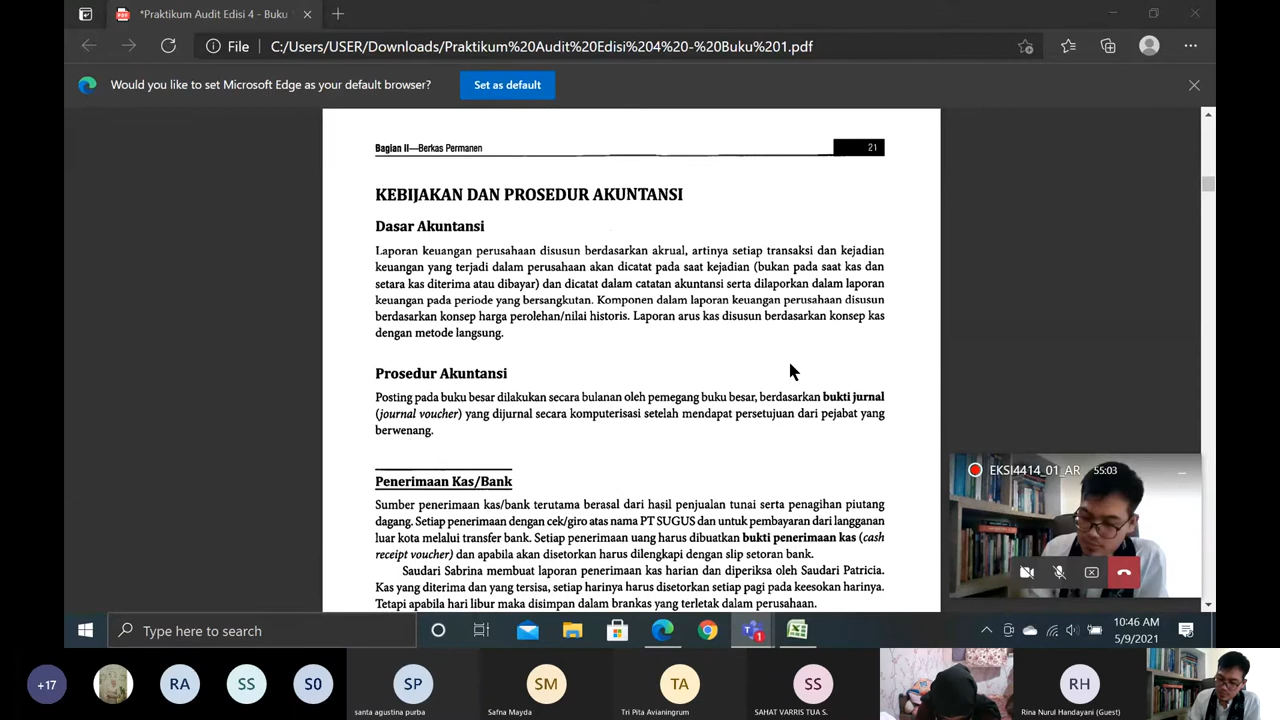 *Praktikum Audit Edisi 4 - Buku
File
C:/Users/USER/Downloads/Praktikum%20Audit%20Edisi%204%20-%20Buku%201.pdf
Would you like to set Microsoft Edge as your default browser?
Set as default
Bagian II—Berkas Permanen
21
KEBIJAKAN DAN PROSEDUR AKUNTANSI
Dasar Akuntansi
Laporan keuangan perusahaan disusun berdasarkan akrual, artinya setiap transaksi dan kejadian
keuangan yang terjadi dalam perusahaan akan dicatat pada saat kejadian (bukan pada saat kas dan
setara kas diterima atau dibayar) dan dicatat dalam catatan akuntansi serta dilaporkan dalam laporan
keuangan pada periode yang bersangkutan. Komponen dalam laporan keuangan perusahaan disusun
berdasarkan konsep harga perolehan/nilai historis. Laporan arus kas disusun berdasarkan konsep kas
dengan metode langsung.
Prosedur Akuntansi
Posting pada buku besar dilakukan secara bulanan oleh pemegang buku besar, berdasarkan bukti jurnal
(journal voucher) yang dijurnal secara komputerisasi setelah mendapat persetujuan dari pejabat yang
berwenang.
Penerimaan Kas/Bank
Sumber penerimaan kas/bank terutama berasal dari hasil penjualan tunai serta penagihan piutang
dagang. Setiap penerimaan dengan cek/giro atas nama PT SUGUS dan untuk pembayaran dari langganan
luar kota melalui transfer bank. Setiap penerimaan uang harus dibuatkan bukti penerimaan kas (cash
receipt voucher) dan apabila akan disetorkan harus dilengkapi dengan slip setoran bank.
Saudari Sabrina membuat laporan penerimaan kas harian dan diperiksa oleh Saudari Patricia.
Kas yang diterima dan yang tersisa, setiap harinya harus disetorkan setiap pagi pada keesokan harinya.
Tetapi apabila hari libur maka disimpan dalam brankas yang terletak dalam perusahaan.
EKSI4414_01_AR
55:03
Type here to search
1
10:46 AM
5/9/2021
+17
RA
SS
S0
SP
santa agustina purba
SM
Safna Mayda
TA
Tri Pita Avianingrum
SS
SAHAT VARRIS TUA S.
RH
Rina Nurul Handayani (Guest)